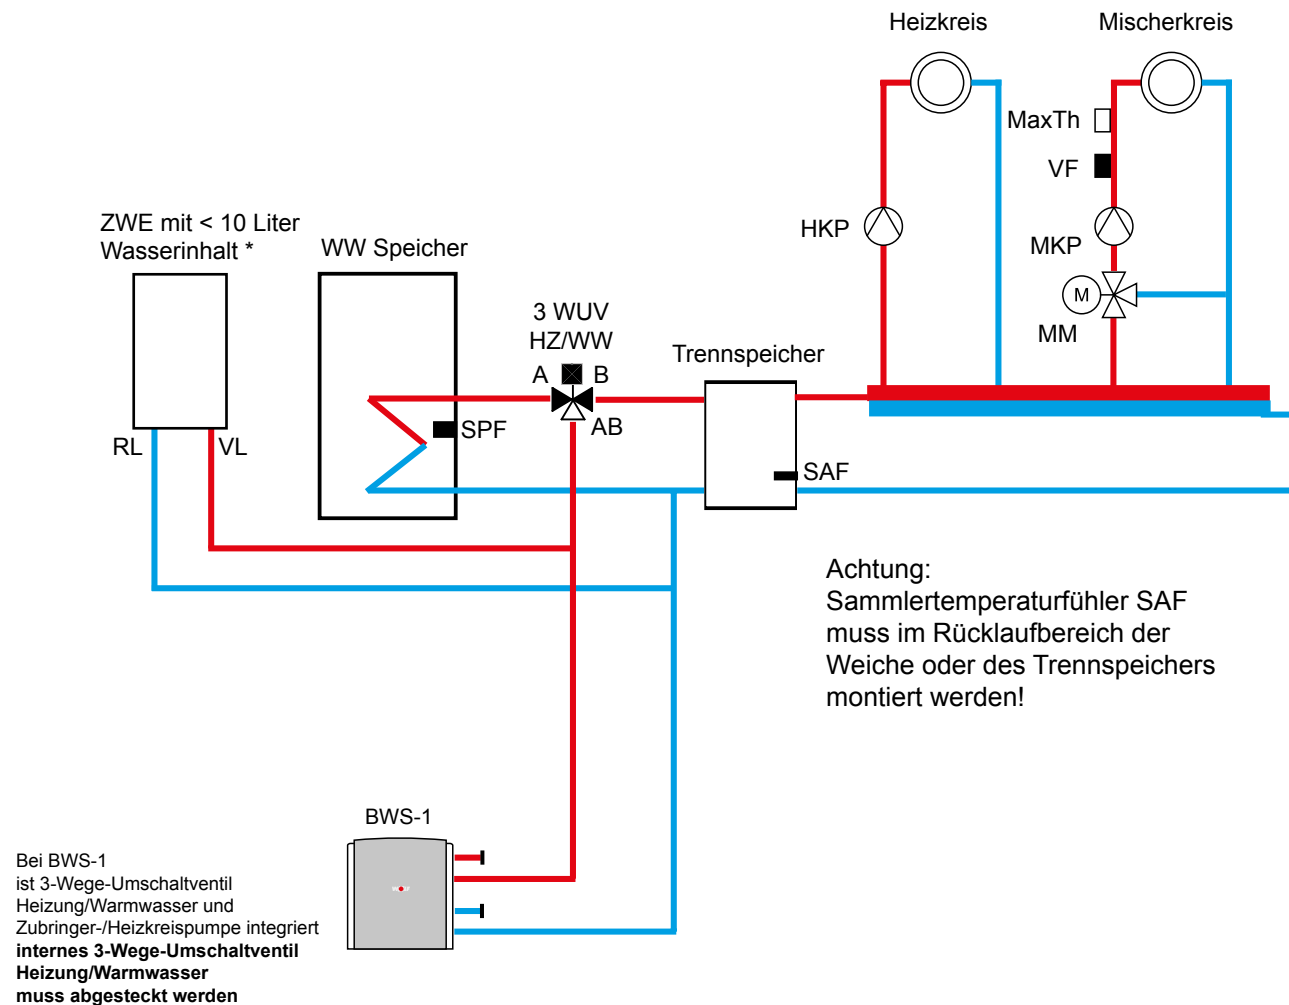 Heizkreis
Mischerkreis
MaxTh
VF
HKP
MKP
M
MM
ZWE mit < 10 Liter
Wasserinhalt *
WW Speicher
3 WUV
HZ/WW
A
B
AB
Trennspeicher
RL
VL
SPF
SAF
Achtung:
Sammlertemperaturfühler SAF
muss im Rücklaufbereich der
Weiche oder des Trennspeichers
montiert werden!
BWS-1
Bei BWS-1
ist 3-Wege-Umschaltventil
Heizung/Warmwasser und
Zubringer-/Heizkreispumpe integriert
internes 3-Wege-Umschaltventil
Heizung/Warmwasser
muss abgesteckt werden